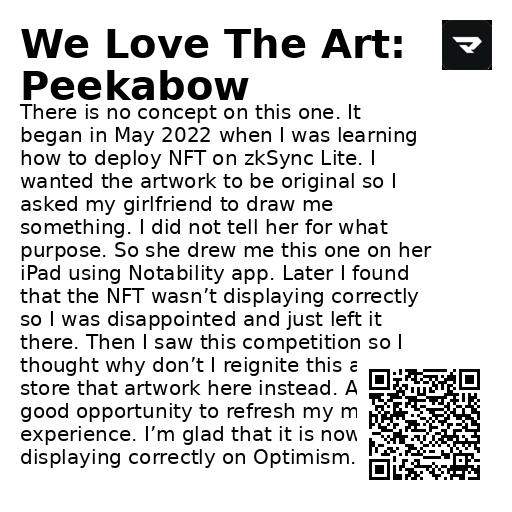 We Love The Art:
Peekabow
There is no concept on this one. It
began in May 2022 when I was learning
how to deploy NFT on zkSync Lite. I
wanted the artwork to be original so I
asked my girlfriend to draw me
something. I did not tell her for what
purpose. So she drew me this one on her
iPad using Notability app. Later I found
that the NFT wasn’t displaying correctly
so I was disappointed and just left it
there. Then I saw this competition so I
thought why don’t I reignite this
store that artwork here instead.
good opportunity to refresh my
experience. I’m glad that it is now
displaying correctly on Optimism.